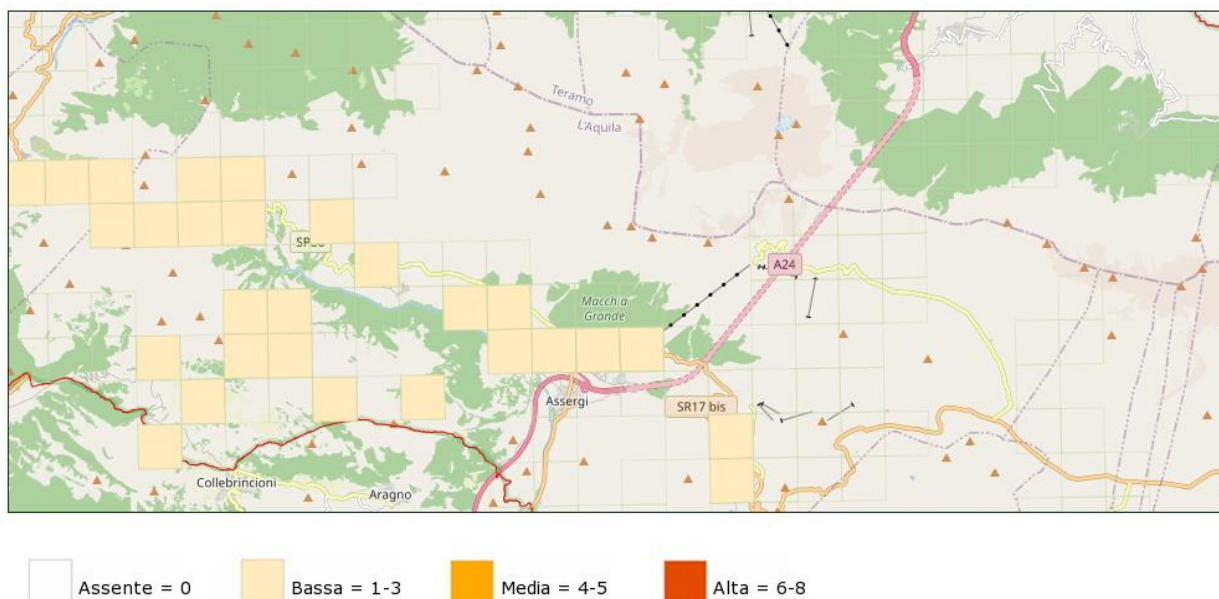 Teramo
L'Aquila
A24
Macchia
Grande
Assergi
SR17 bis
Collebrincioni
Aragno
Assente = 0
Bassa = 1-3
Media = 4-5
Alta = 6-8